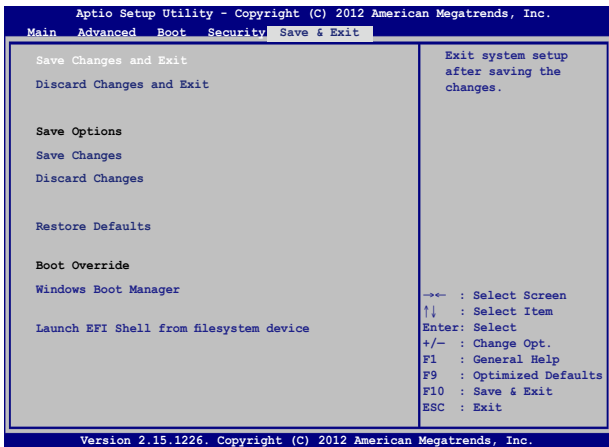 Aptio Setup Utility - Copyright (C) 2012 American Megatrends, Inc.
Main Advanced Boot Security Save & Exit
Save Changes and Exit
Discard Changes and Exit
Save Options
Save Changes
Discard Changes
Restore Defaults
Boot Override
Windows Boot Manager
Launch EFI Shell from filesystem device
Exit system setup
after saving the
changes.
→← : Select Screen
↑↓ : Select Item
Enter: Select
+/— : Change Opt.
F1 : General Help
F9 : Optimized Defaults
F10 : Save & Exit
ESC : Exit
Version 2.15.1226. Copyright (C) 2012 American Megatrends, Inc.